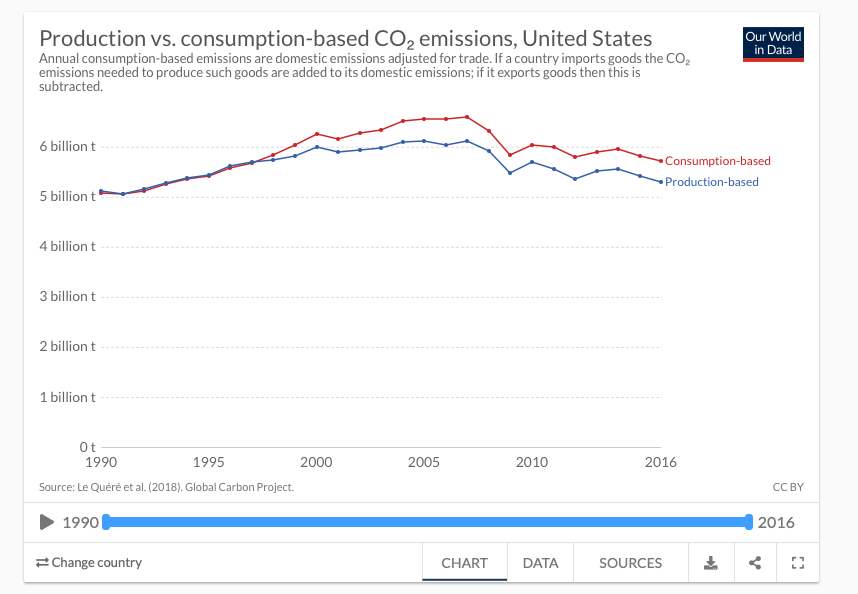 Production vs. consumption-based CO₂ emissions, United States
Our World
in Data
Annual consumption-based emissions are domestic emissions adjusted for trade. If a country imports goods the CO₂
emissions needed to produce such goods are added to its domestic emissions; if it exports goods then this is
subtracted.
6 billion t
Consumption-based
Production-based
5 billion t
4 billion t
3 billion t
2 billion t
1 billion t
0 t
1990 1995 2000 2005 2010 2016
Source: Le Quéré et al. (2018). Global Carbon Project. CC BY
1990 2016
Change country CHART DATA SOURCES